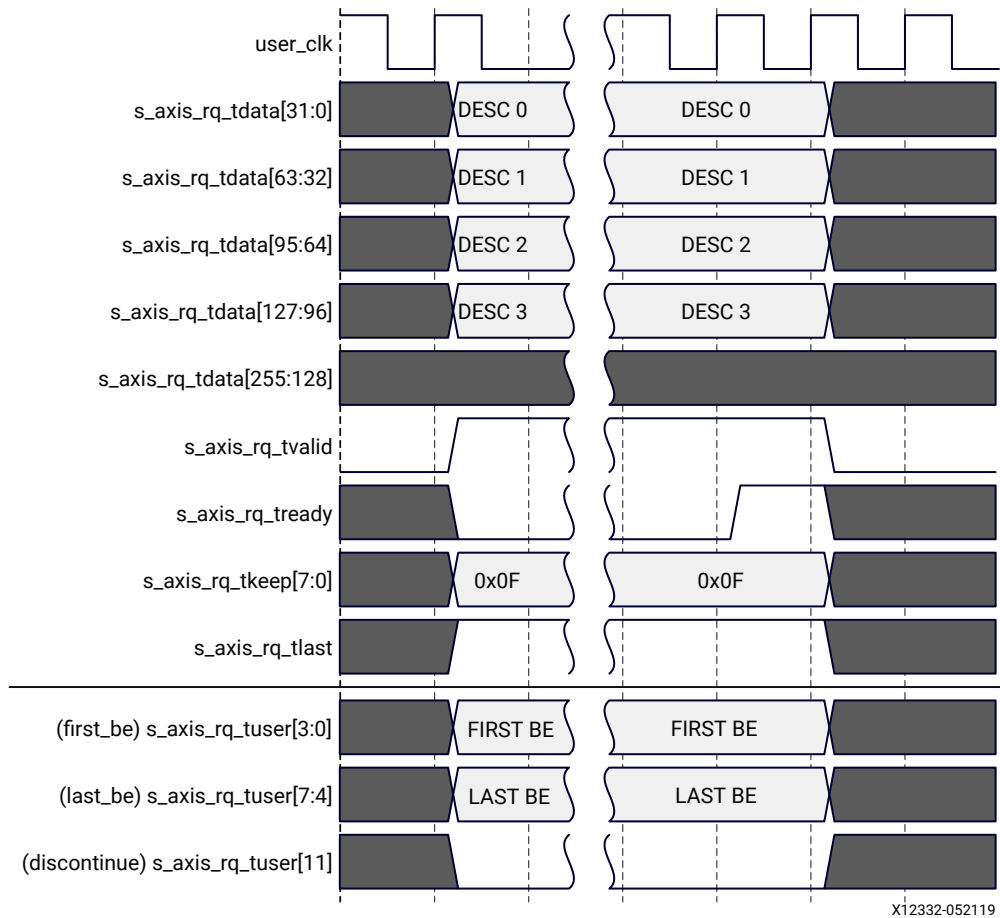 user_clk
s_axis_rq_tdata[31:0] DESC 0 DESC 0
s_axis_rq_tdata[63:32] DESC 1 DESC 1
s_axis_rq_tdata[95:64] DESC 2 DESC 2
s_axis_rq_tdata[127:96] DESC 3 DESC 3
s_axis_rq_tdata[255:128]
s_axis_rq_tvalid
s_axis_rq_tready
s_axis_rq_tkeep[7:0] 0x0F 0x0F
s_axis_rq_tlast
(first_be) s_axis_rq_tuser[3:0] FIRST BE FIRST BE
(last_be) s_axis_rq_tuser[7:4] LAST BE LAST BE
(discontinue) s_axis_rq_tuser[11]
X12332-052119